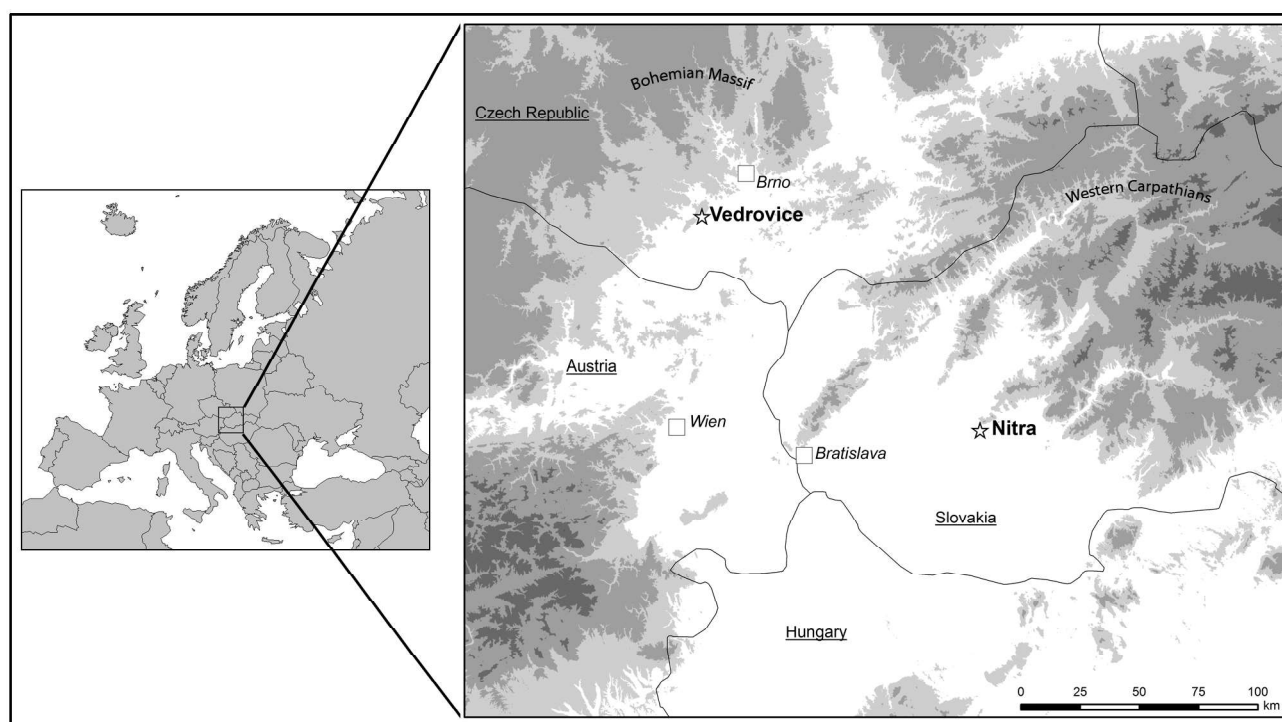 Bohemian Massif
Czech Republic
Brno
Western Carpathians
Vedrovice
Austria
Wien
Nitra
Bratislava
Slovakia
Hungary
0 25 50 75 100
km